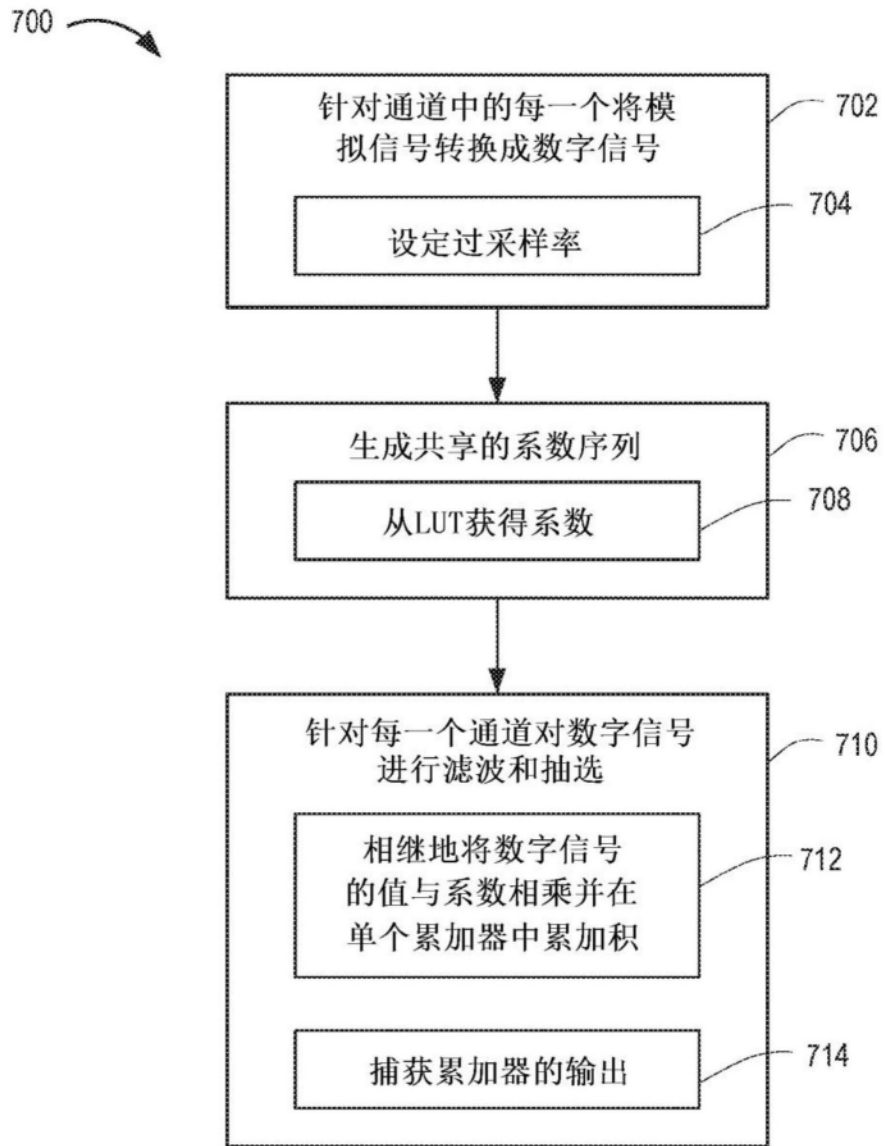 700
针对通道中的每一个将模
拟信号转换成数字信号
702
设定过采样率
704
生成共享的系数序列
706
从LUT获得系数
708
针对每一个通道对数字信号
进行滤波和抽选
710
相继地将数字信号
的值与系数相乘并在
单个累加器中累加积
712
捕获累加器的输出
714